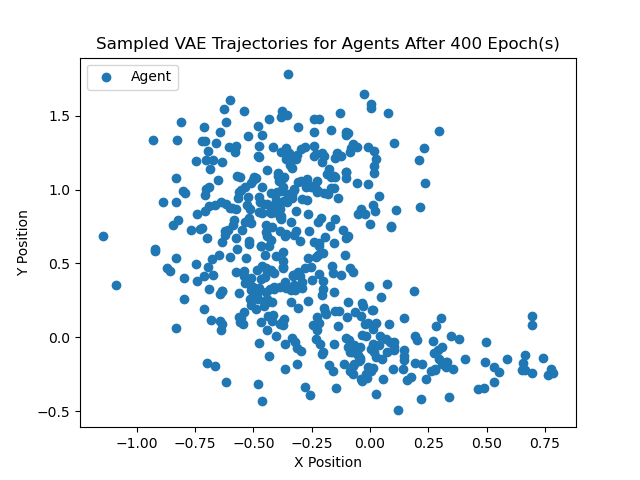 Sampled VAE Trajectories for Agents After 400 Epoch(s)
Agent
1.5
1.0
0.5
0.0
−0.5
Y Position
−1.00 −0.75 −0.50 −0.25 0.00 0.25 0.50 0.75
X Position